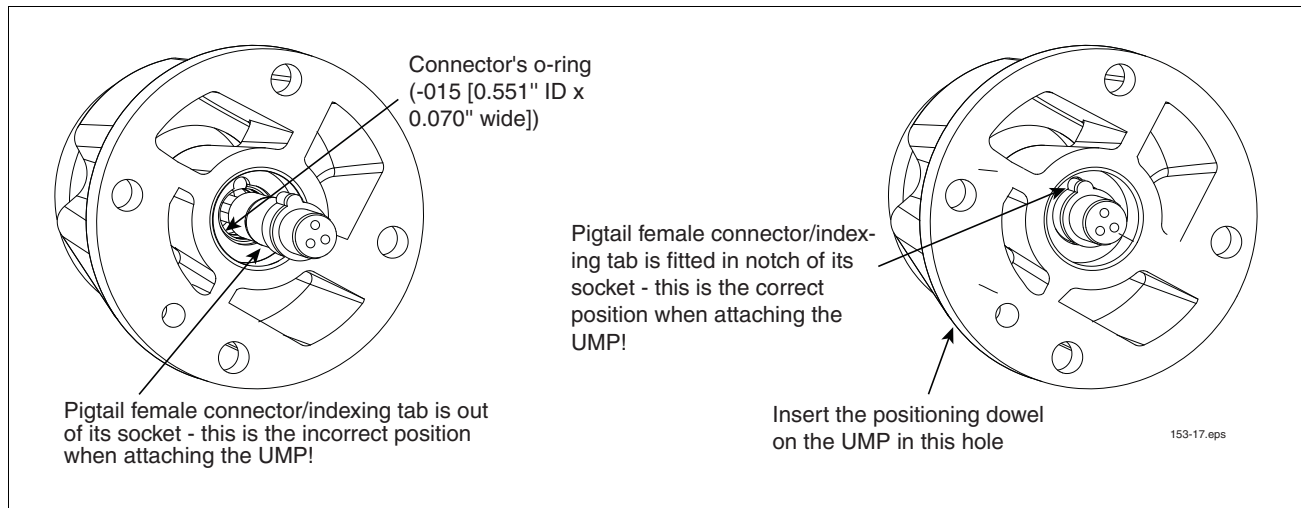 Connector's o-ring
(-015 [0.551" ID x
0.070" wide])
Pigtail female connector/indexing tab is out
of its socket - this is the incorrect position
when attaching the UMP!
Pigtail female connector/index-
ing tab is fitted in notch of its
socket - this is the correct
position when attaching the
UMP!
Insert the positioning dowel
on the UMP in this hole
153-17.eps